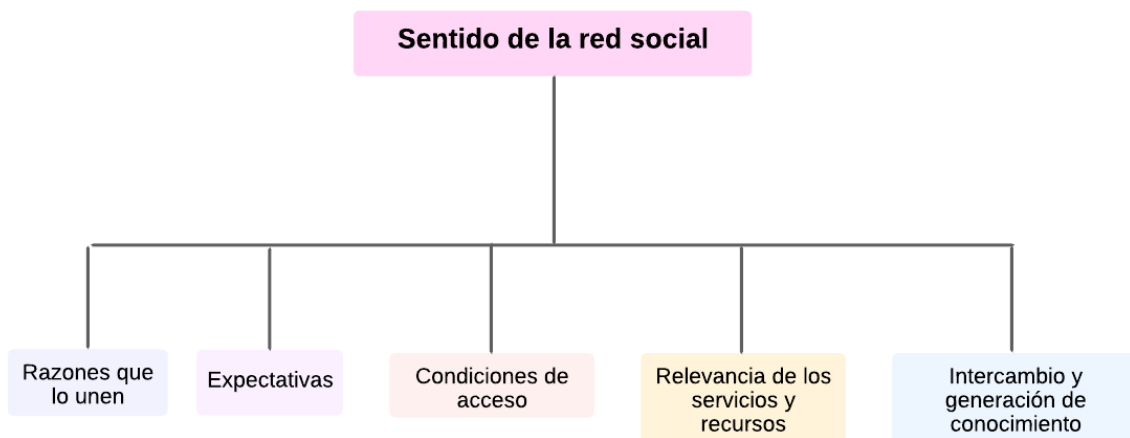 Sentido de la red social
Razones que
lo unen
Expectativas
Condiciones de
acceso
Relevancia de los
servicios y
recursos
Intercambio y
generación de
conocimiento